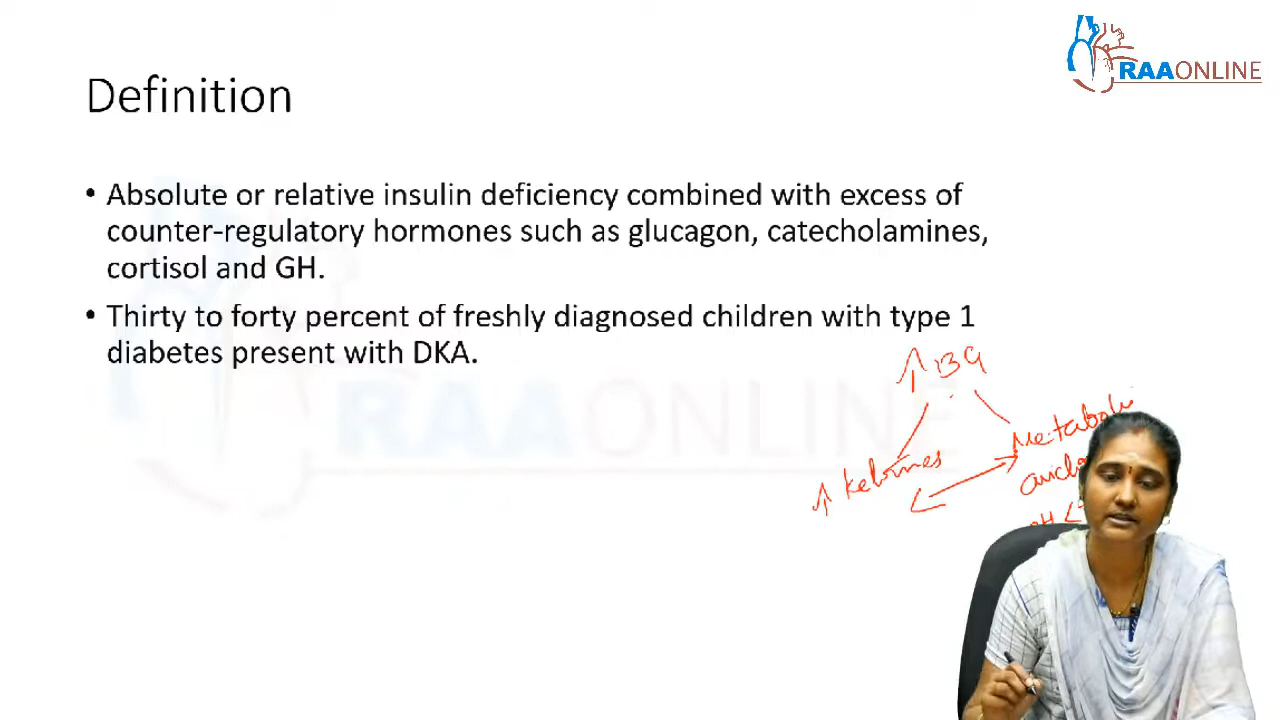 RAAONLINE
Definition
• Absolute or relative insulin deficiency combined with excess of
counter-regulatory hormones such as glucagon, catecholamines,
cortisol and GH.
• Thirty to forty percent of freshly diagnosed children with type 1
diabetes present with DKA.
↑ BG
↑ Ketones
Metabolic
pH <
RAAONLINE